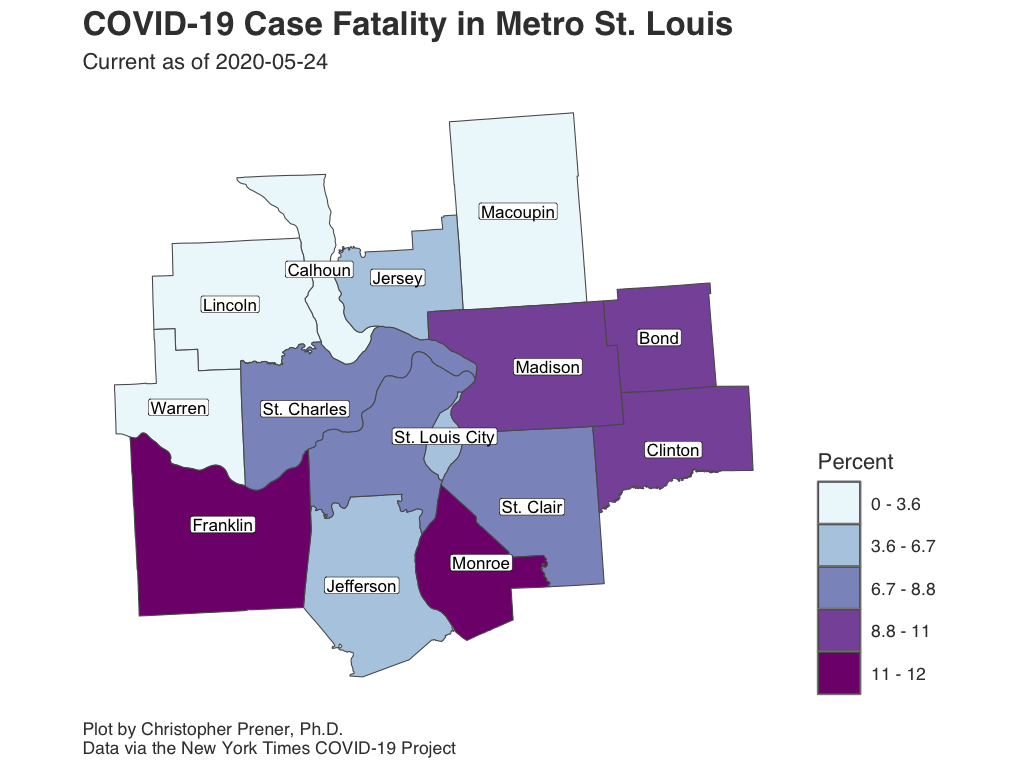 COVID-19 Case Fatality in Metro St. Louis
Current as of 2020-05-24
Macoupin
Calhoun
Jersey
Lincoln
Bond
Madison
Warren
St. Charles
St. Louis City
Clinton
Percent
0 - 3.6
3.6 - 6.7
6.7 - 8.8
8.8 - 11
11 - 12
St. Clair
Franklin
Monroe
Jefferson
Plot by Christopher Prener, Ph.D.
Data via the New York Times COVID-19 Project